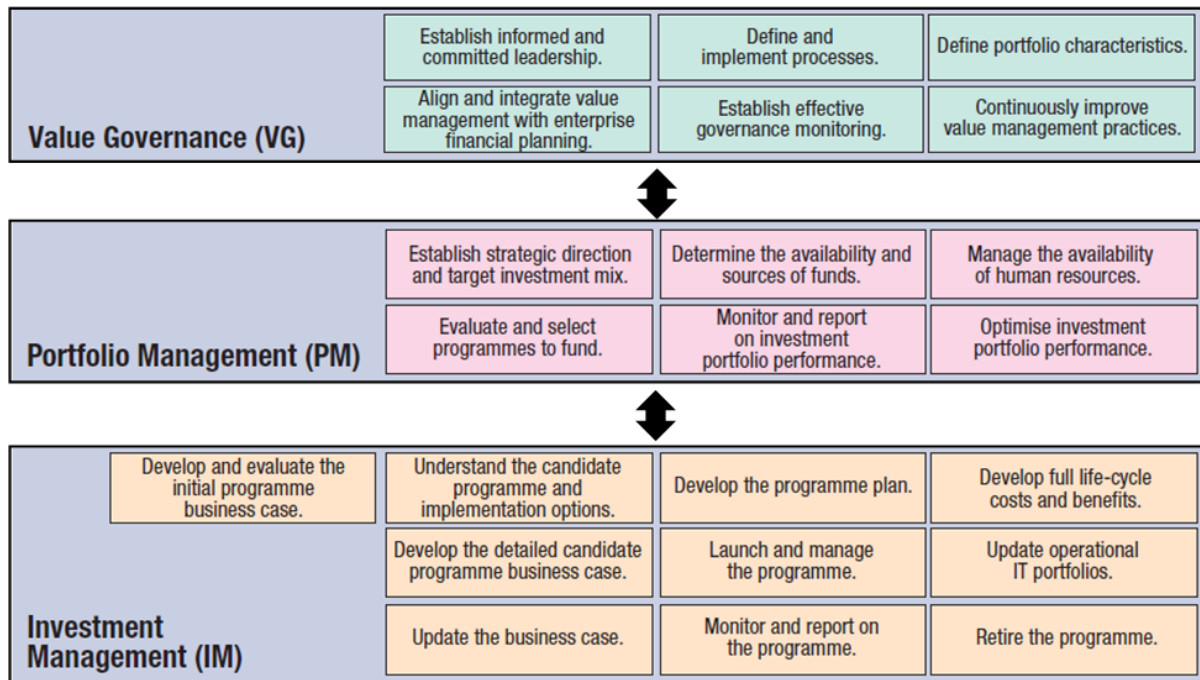 Establish informed and
committed leadership.
Define and
implement processes.
Define portfolio characteristics.
Align and integrate value
management with enterprise
financial planning.
Establish effective
governance monitoring.
Continuously improve
value management practices.
Value Governance (VG)
Establish strategic direction
and target investment mix.
Determine the availability and
sources of funds.
Manage the availability
of human resources.
Evaluate and select
programmes to fund.
Monitor and report
on investment
portfolio performance.
Optimise investment
portfolio performance.
Portfolio Management (PM)
Develop and evaluate the
initial programme
business case.
Understand the candidate
programme and
implementation options.
Develop the programme plan.
Develop full life-cycle
costs and benefits.
Develop the detailed candidate
programme business case.
Launch and manage
the programme.
Update operational
IT portfolios.
Update the business case.
Monitor and report on
the programme.
Retire the programme.
Investment
Management (IM)